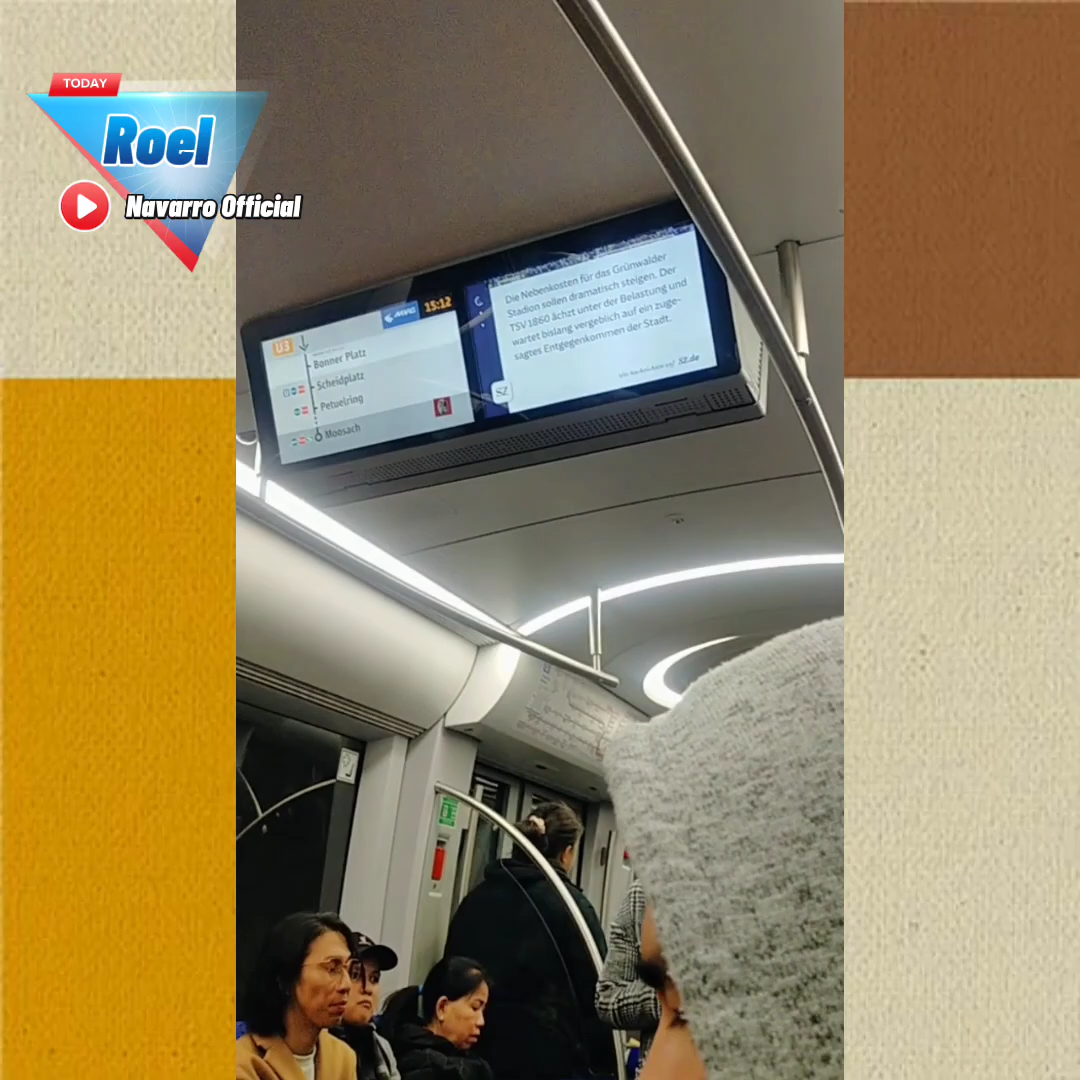 TODAY
Roel
Navarro Official
MVG 15:12
U3
Bonner Platz
Scheidplatz
Petuelring
Moosach
Die Nebenkosten für das Grünwalder
Stadion sollen dramatisch steigen. Der
TSV 1860 ächzt unter der Belastung und
wartet bislang vergeblich auf ein zuge-
sagtes Entgegenkommen der Stadt.
SZ.de
SZ